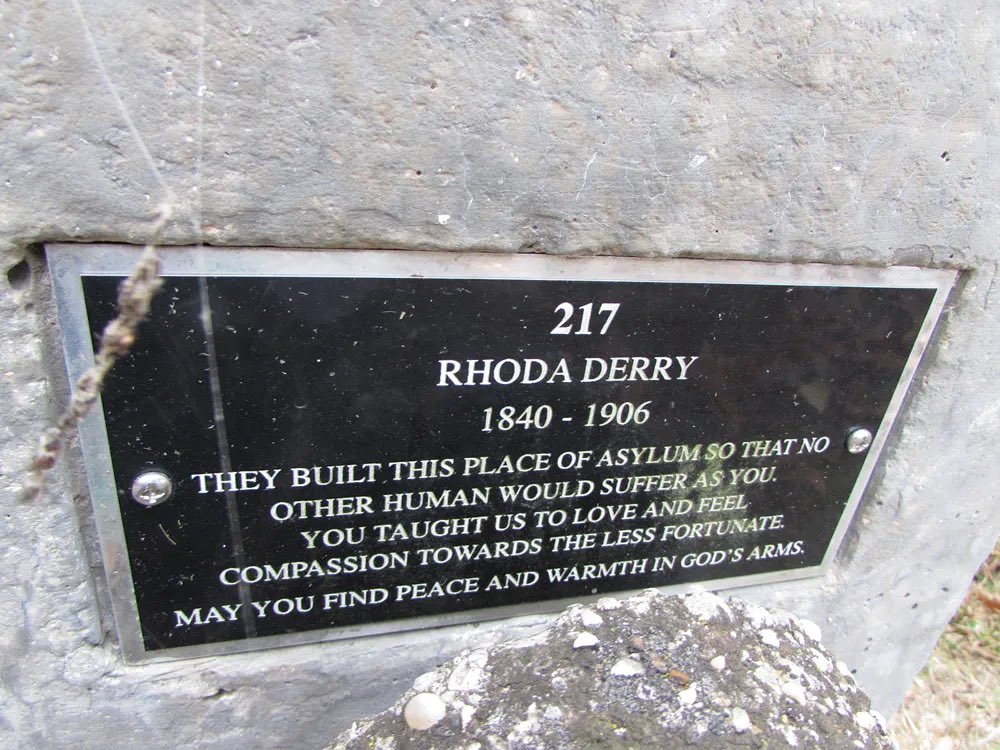 217
RHODA DERRY
1840 - 1906
THEY BUILT THIS PLACE OF ASYLUM SO THAT NO
OTHER HUMAN WOULD SUFFER AS YOU.
YOU TAUGHT US TO LOVE AND FEEL
COMPASSION TOWARDS THE LESS FORTUNATE.
MAY YOU FIND PEACE AND WARMTH IN GOD'S ARMS.